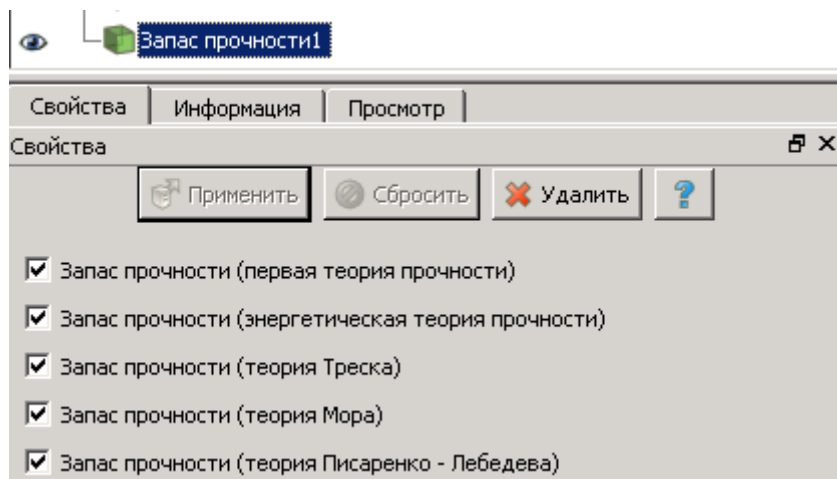 Запас прочности1
Свойства Информация Просмотр
Свойства
Применить Сбросить Удалить ?
Запас прочности (первая теория прочности)
Запас прочности (энергетическая теория прочности)
Запас прочности (теория Треска)
Запас прочности (теория Мора)
Запас прочности (теория Писаренко - Лебедева)